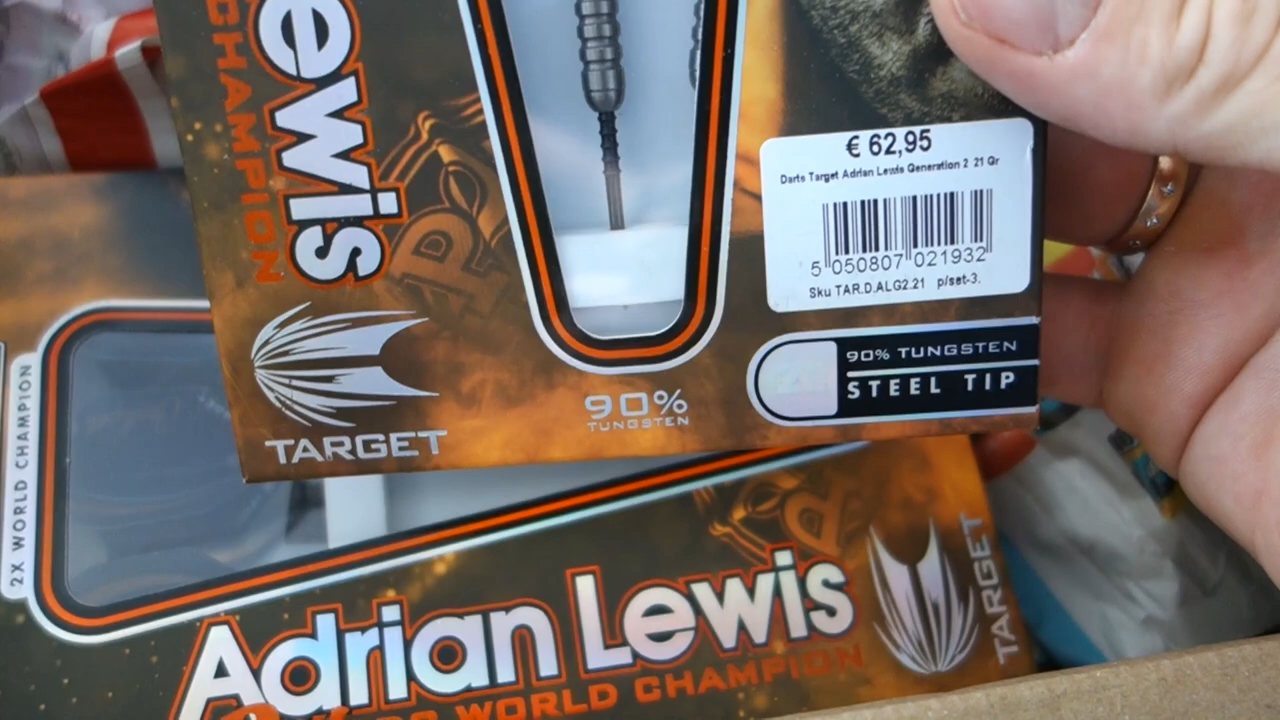 ewis
CHAMPION
€ 62,95
Darts Target Adrian Lewis Generation 2 21 Gr
5 050807 021932
Sku TAR.D.ALG2.21 p/set-3.
90% TUNGSTEN
STEEL TIP
90%
TUNGSTEN
TARGET
2X WORLD CHAMPION
Adrian Lewis
WORLD CHAMPION
TARGET